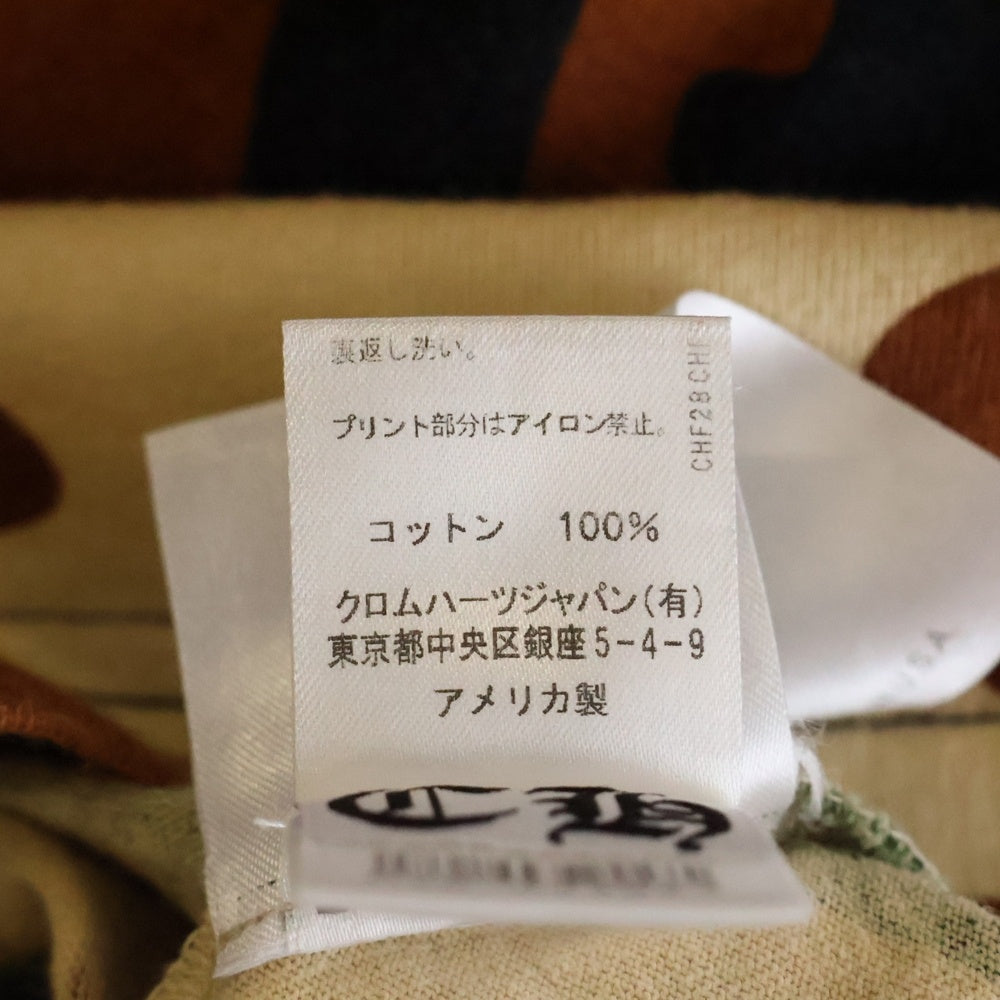 裏返し洗い。
プリント部分はアイロン禁止。
CHF28CHF
コットン 100%
クロムハーツジャパン(有)
東京都中央区銀座5-4-9
アメリカ製